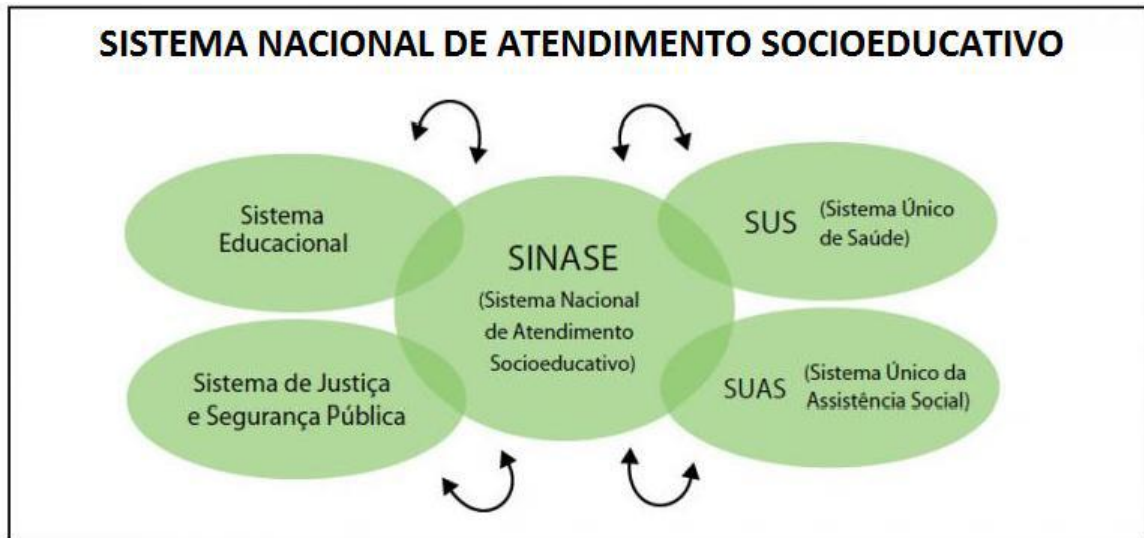 SISTEMA NACIONAL DE ATENDIMENTO SOCIOEDUCATIVO
Sistema
Educacional
SINASE
(Sistema Nacional
de Atendimento
Socioeducativo)
SUS (Sistema Único
de Saúde)
Sistema de Justiça
e Segurança Pública
SUAS (Sistema Único da
Assistência Social)